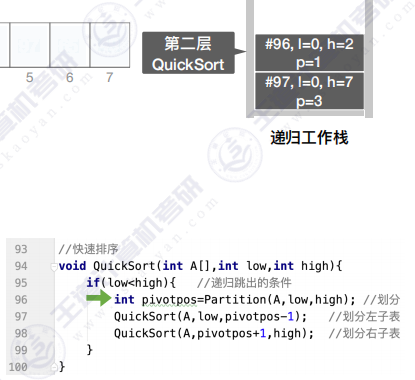 5 6 7
第二层
QuickSort
#96, l=0, h=2
p=1
#97, l=0, h=7
p=3
递归工作栈
93 //快速排序
94 void QuickSort(int A[],int low,int high){
95 if(low<high){ //递归跳出的条件
96 int pivotpos=Partition(A,low,high); //划分
97 QuickSort(A,low,pivotpos-1); //划分左子表
98 QuickSort(A,pivotpos+1,high); //划分右子表
99 }
100 }